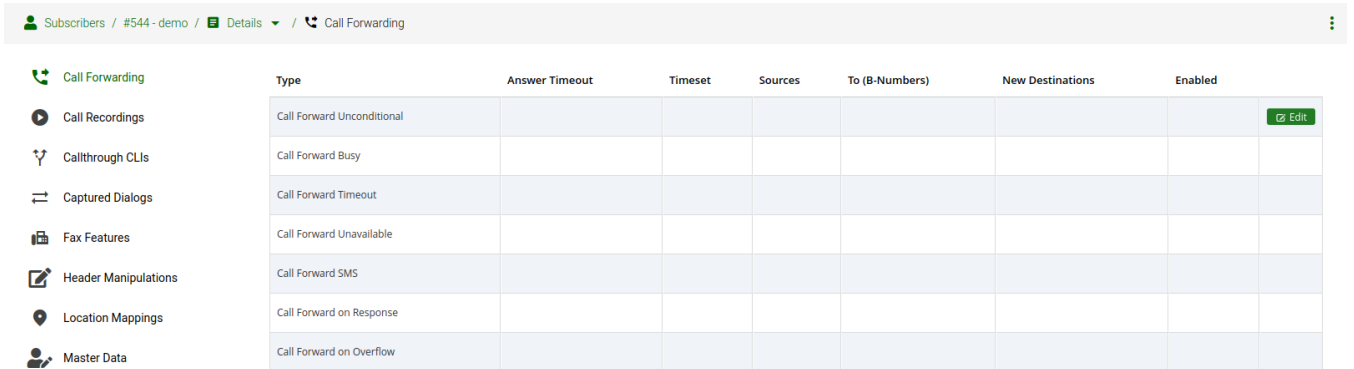 Subscribers / #544 - demo / Details / Call Forwarding
Call Forwarding
Call Recordings
Callthrough CLIs
Captured Dialogs
Fax Features
Header Manipulations
Location Mappings
Master Data
Type Answer Timeout Timeset Sources To (B-Numbers) New Destinations Enabled
Call Forward Unconditional Edit
Call Forward Busy
Call Forward Timeout
Call Forward Unavailable
Call Forward SMS
Call Forward on Response
Call Forward on Overflow